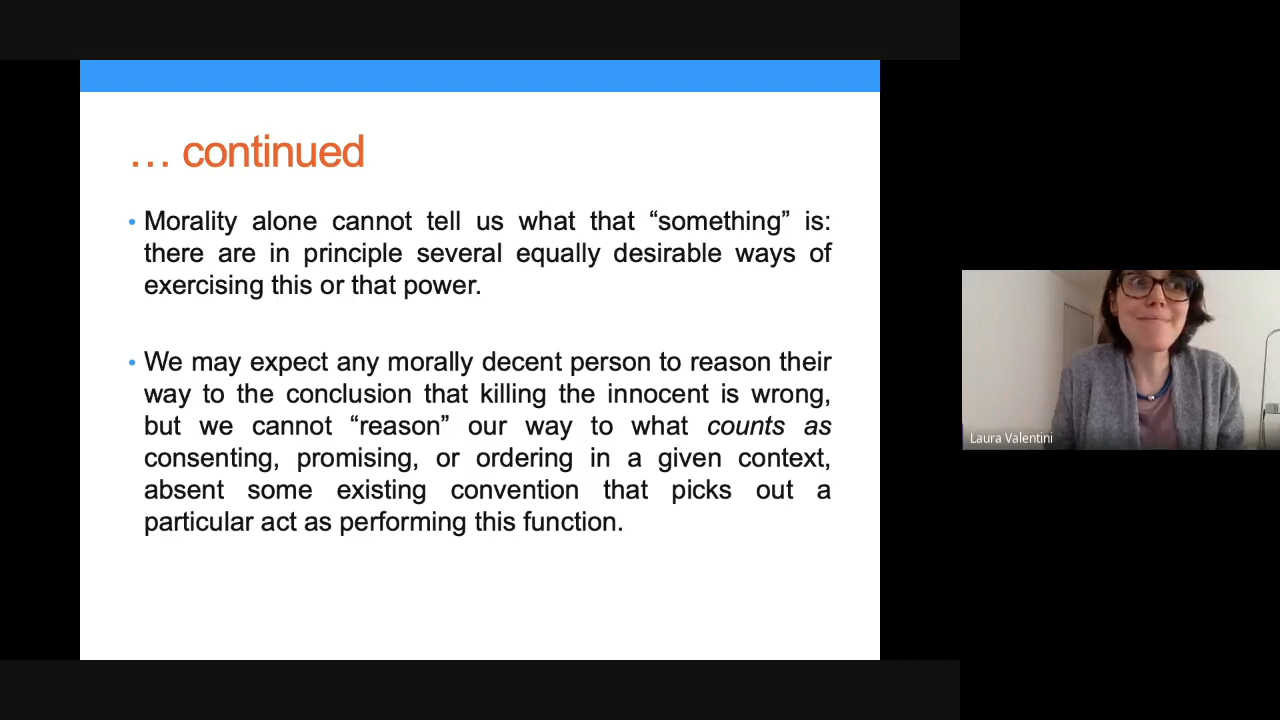 … continued
• Morality alone cannot tell us what that “something” is:
there are in principle several equally desirable ways of
exercising this or that power.
• We may expect any morally decent person to reason their
way to the conclusion that killing the innocent is wrong,
but we cannot “reason” our way to what counts as
consenting, promising, or ordering in a given context,
absent some existing convention that picks out a
particular act as performing this function.
Laura Valentini